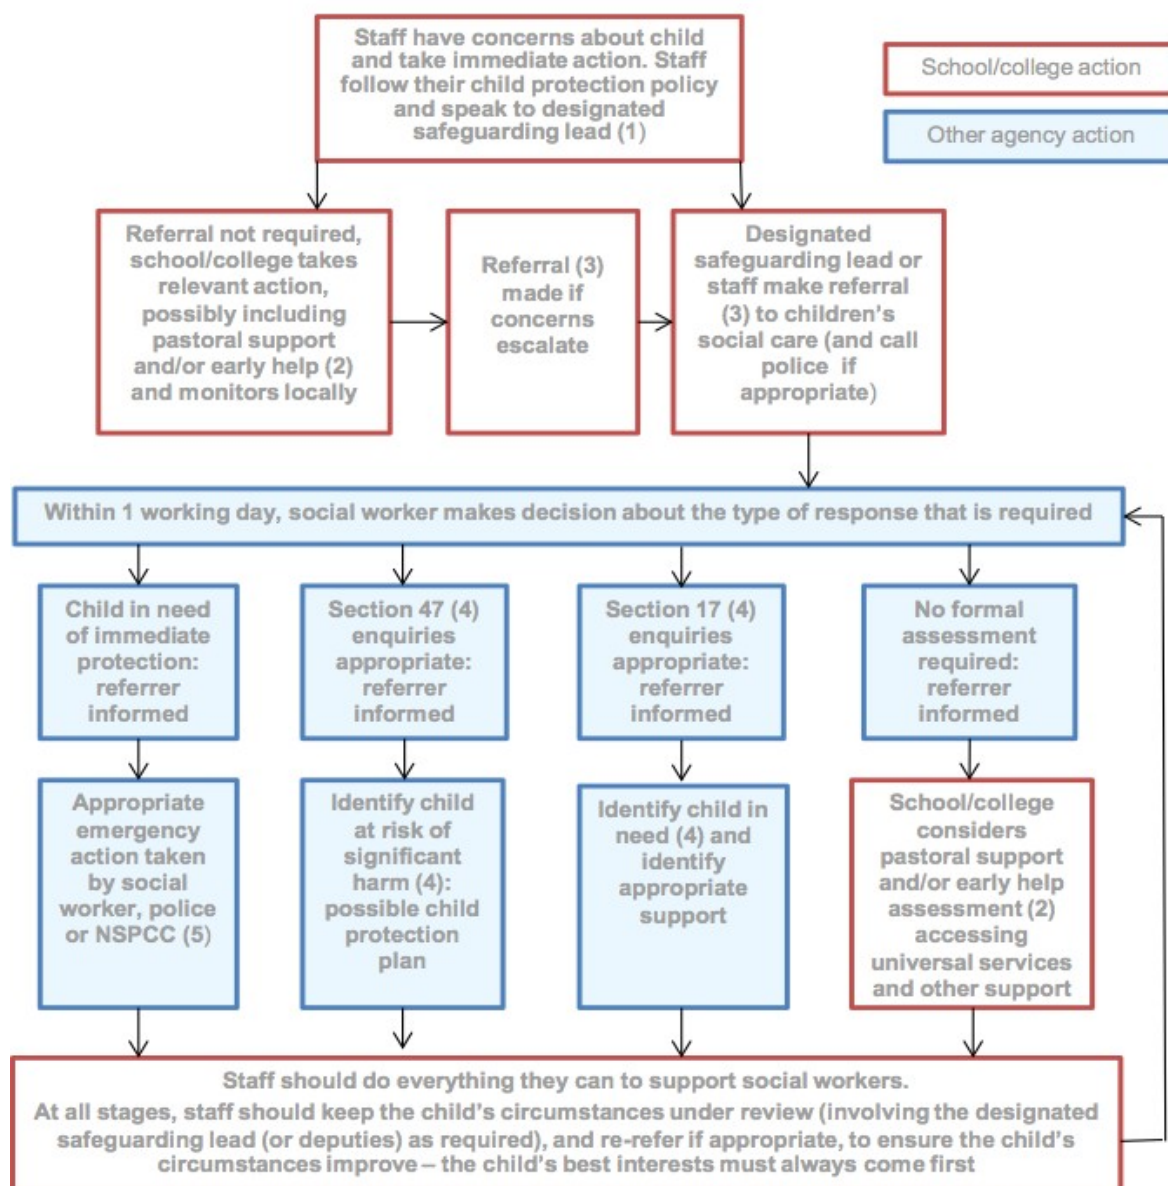 Staff have concerns about child
and take immediate action. Staff
follow their child protection policy
and speak to designated
safeguarding lead (1)
School/college action
Other agency action
Referral not required,
school/college takes
relevant action,
possibly including
pastoral support
and/or early help (2)
and monitors locally
Referral (3)
made if
concerns
escalate
Designated
safeguarding lead or
staff make referral
(3) to children's
social care (and call
police if
appropriate)
Within 1 working day, social worker makes decision about the type of response that is required
Child in need
of immediate
protection:
referrer
informed
Section 47 (4)
enquiries
appropriate:
referrer
informed
Section 17 (4)
enquiries
appropriate:
referrer
informed
No formal
assessment
required:
referrer
informed
Appropriate
emergency
action taken
by social
worker, police
or NSPCC (5)
Identify child
at risk of
significant
harm (4):
possible child
protection
plan
Identify child in
need (4) and
identify
appropriate
support
School/college
considers
pastoral support
and/or early help
assessment (2)
accessing
universal services
and other support
Staff should do everything they can to support social workers.
At all stages, staff should keep the child's circumstances under review (involving the designated
safeguarding lead (or deputies) as required), and re-refer if appropriate, to ensure the child's
circumstances improve – the child's best interests must always come first